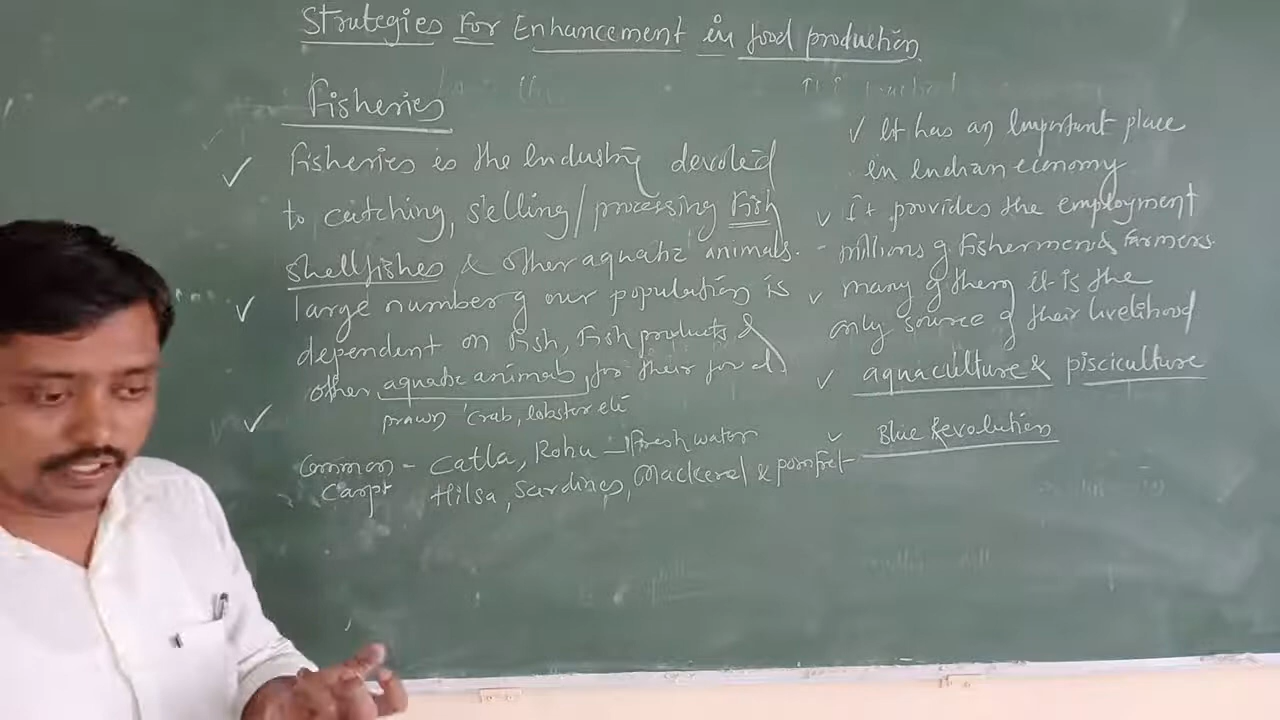 Strategies For Enhancement in food production
Fisheries
Fisheries is the Industry devoted
to catching, selling/processing Fish
shellfishes & other aquatic animals.
large number of our population is
dependent on Fish, Fish products &
other aquatic animals, for their food
prawn crab, lobster etc
Common - Catla, Rohu - Freshwater
Carp Hilsa, Sardines, Mackerel & pomfret
It has an Important place
in Indian economy
It provides the employment
- millions of Fishermen & farmers.
many of them it is the
only source of their livelihood
aquaculture & pisciculture
Blue Revolution